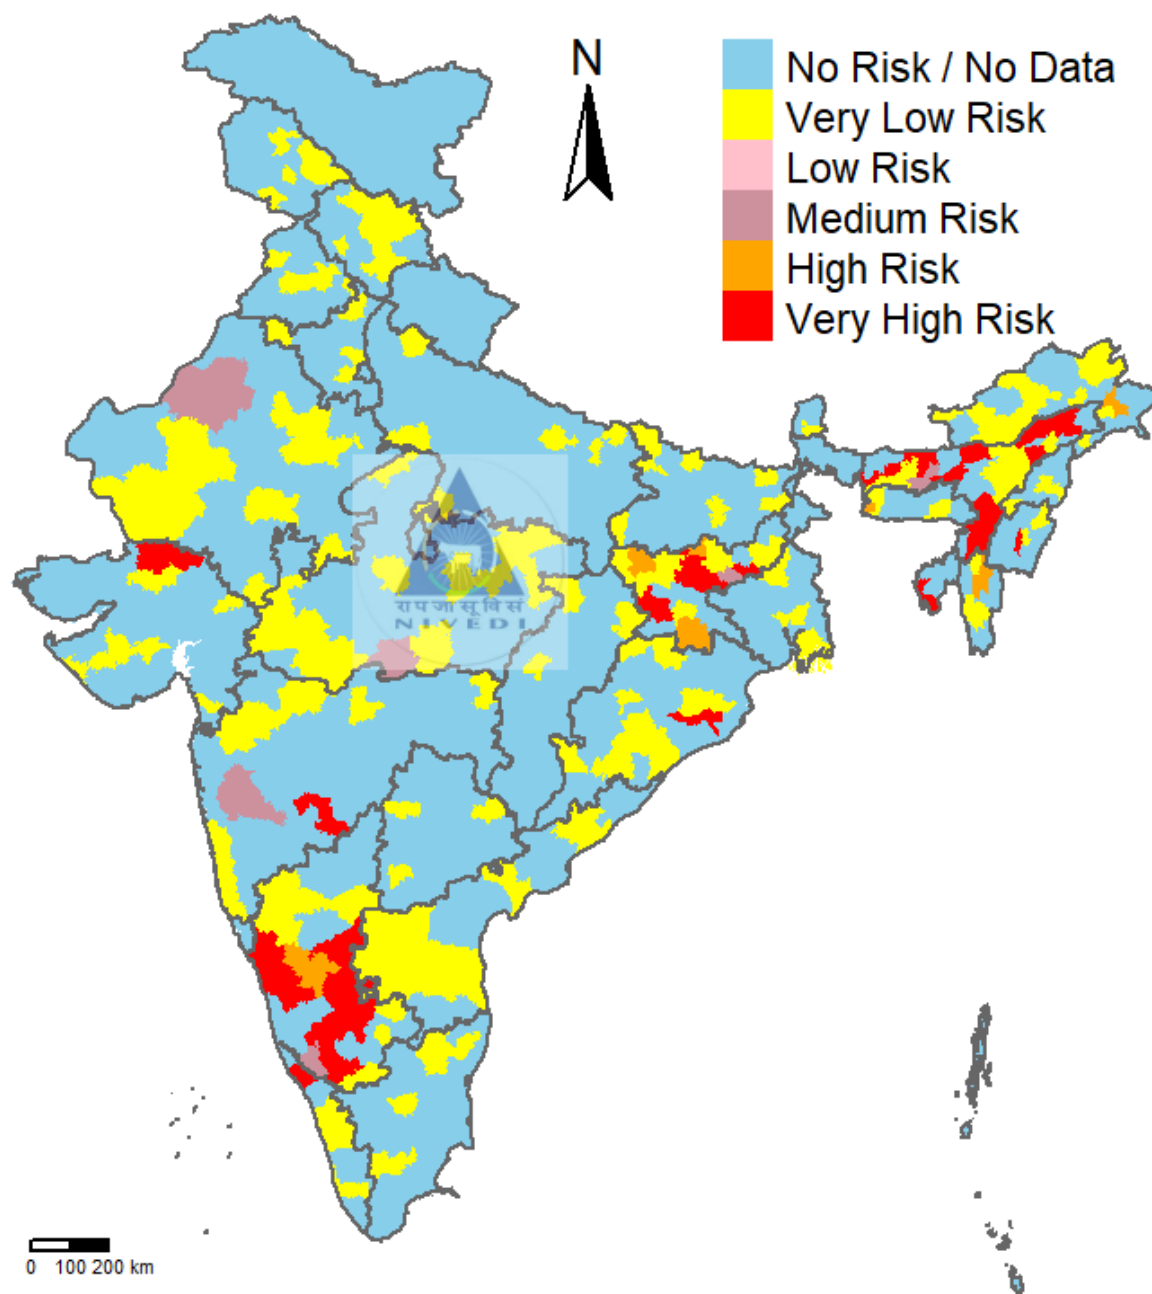 N
No Risk / No Data
Very Low Risk
Low Risk
Medium Risk
High Risk
Very High Risk
रा प जा सू वि सं
N I V E D I
0 100 200 km